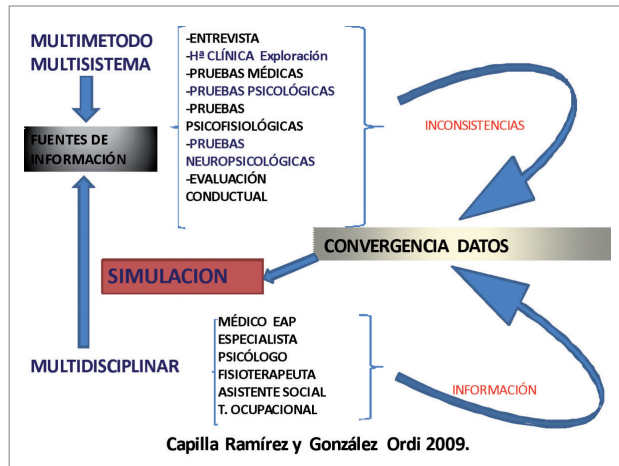 MULTIMETODO
MULTISISTEMA
FUENTES DE
INFORMACIÓN
-ENTREVISTA
-Hª CLÍNICA Exploración
-PRUEBAS MÉDICAS
-PRUEBAS PSICOLÓGICAS
-PRUEBAS
PSICOFISIOLÓGICAS
-PRUEBAS
NEUROPSICOLÓGICAS
-EVALUACIÓN
CONDUCTUAL
INCONSISTENCIAS
CONVERGENCIA DATOS
SIMULACION
MULTIDISCIPLINAR
MÉDICO EAP
ESPECIALISTA
PSICÓLOGO
FISIOTERAPEUTA
ASISTENTE SOCIAL
T. OCUPACIONAL
INFORMACIÓN
Capilla Ramírez y González Ordi 2009.